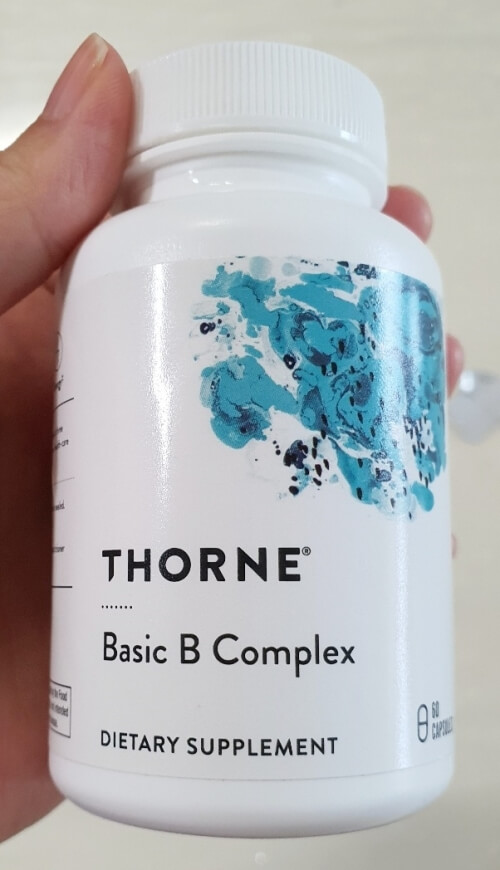 THORNE®
Basic B Complex
DIETARY SUPPLEMENT
60
CAPSULES